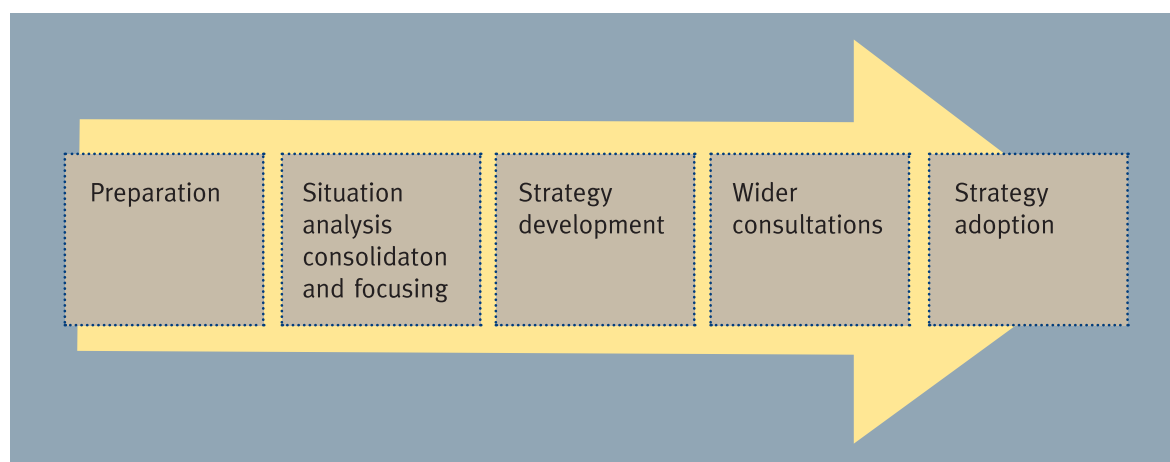 Preparation
Situation
analysis
consolidaton
and focusing
Strategy
development
Wider
consultations
Strategy
adoption